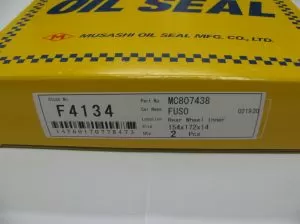 OIL SEAL
MUSASHI OIL SEAL MFG. CO., LTD.
Stock No.
F4134
Part No MC807438
Car Name FUSO
Location Rear Wheel Inner
Size 154x172x14
Qty 2 Pcs